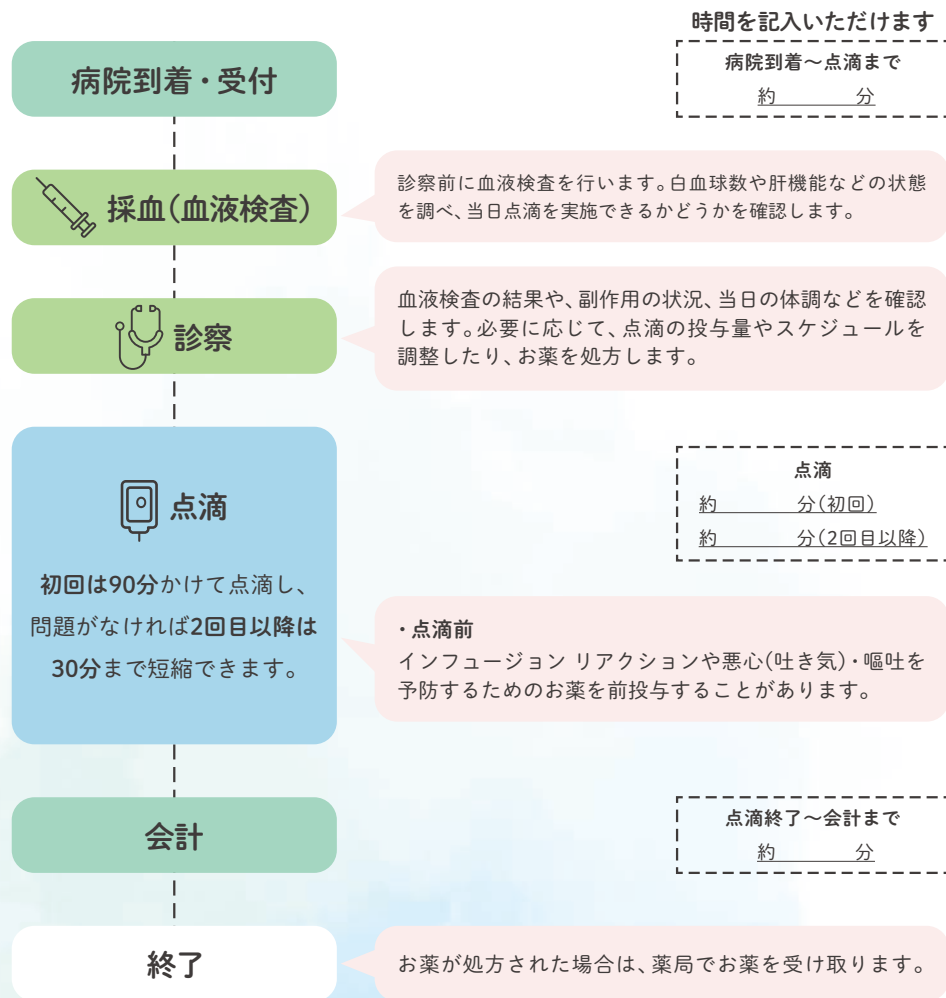 時間を記入いただけます
病院到着・受付
病院到着～点滴まで
約　　　分
採血(血液検査)
診察前に血液検査を行います。白血球数や肝機能などの状態
を調べ、当日点滴を実施できるかどうかを確認します。
診察
血液検査の結果や、副作用の状況、当日の体調などを確認
します。必要に応じて、点滴の投与量やスケジュールを
調整したり、お薬を処方します。
点滴
初回は90分かけて点滴し、
問題がなければ2回目以降は
30分まで短縮できます。
点滴
約　　　分(初回)
約　　　分(2回目以降)
・点滴前
インフュージョン リアクションや悪心(吐き気)・嘔吐を
予防するためのお薬を前投与することがあります。
会計
点滴終了～会計まで
約　　　分
終了
お薬が処方された場合は、薬局でお薬を受け取ります。